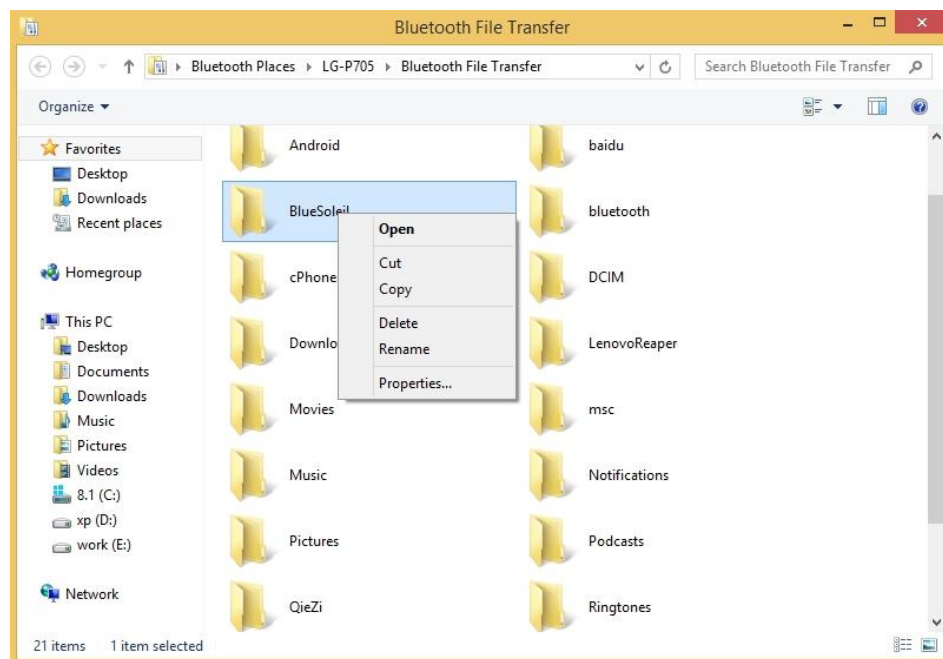 Bluetooth File Transfer
Bluetooth Places LG-P705 Bluetooth File Transfer
Search Bluetooth File Transfer
Organize
Favorites
Desktop
Downloads
Recent places
Homegroup
This PC
Desktop
Documents
Downloads
Music
Pictures
Videos
8.1 (C:)
xp (D:)
work (E:)
Network
Android
baidu
BlueSoleil
bluetooth
cPhone
DCIM
Downlo
LenovoReaper
Movies
msc
Music
Notifications
Pictures
Podcasts
QieZi
Ringtones
Open
Cut
Copy
Delete
Rename
Properties...
21 items 1 item selected